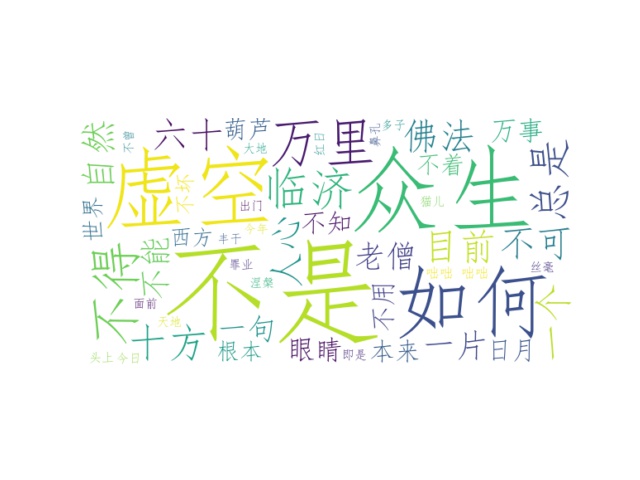 不曾
六十
葫芦
万里
多子
佛法
万事
自然
天地
红日
鼻孔
不着
总是
虚空
不坏
临济
众生
猫儿
世界
出门
不得
不能
西方
丰干
今年
人心
不知
老僧
目前
不可
罪业
不是
涅槃
不用
咄咄
咄咄
如何
丝毫
一个
面前
天地
十方
一句
头上
今日
根本
眼睛
即是
本来
一片
日月